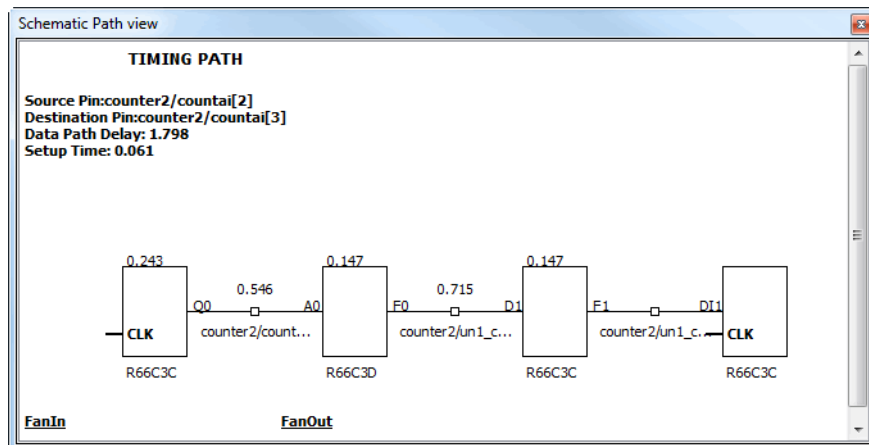 Schematic Path view
TIMING PATH
Source Pin:counter2/countai[2]
Destination Pin:counter2/countai[3]
Data Path Delay: 1.798
Setup Time: 0.061
0.243 0.147 0.147
0.546 0.715
Q0 A0 F0 D1 F1 DI1
CLK counter2/count... counter2/un1_c... counter2/un1_c... CLK
R66C3C R66C3D R66C3C R66C3C
FanIn FanOut